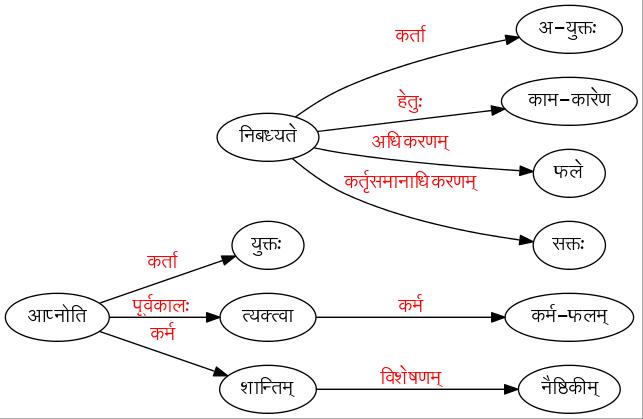 कर्ता
अ-युक्तः
हेतुः
काम-कारेण
निबध्यते
अधिकरणम्
फले
कर्तृसमानाधिकरणम्
सक्तः
युक्तः
कर्ता
आप्नोति
पूर्वकालः
त्यक्त्वा
कर्म
कर्म-फलम्
कर्म
शान्तिम्
विशेषणम्
नैष्ठिकीम्